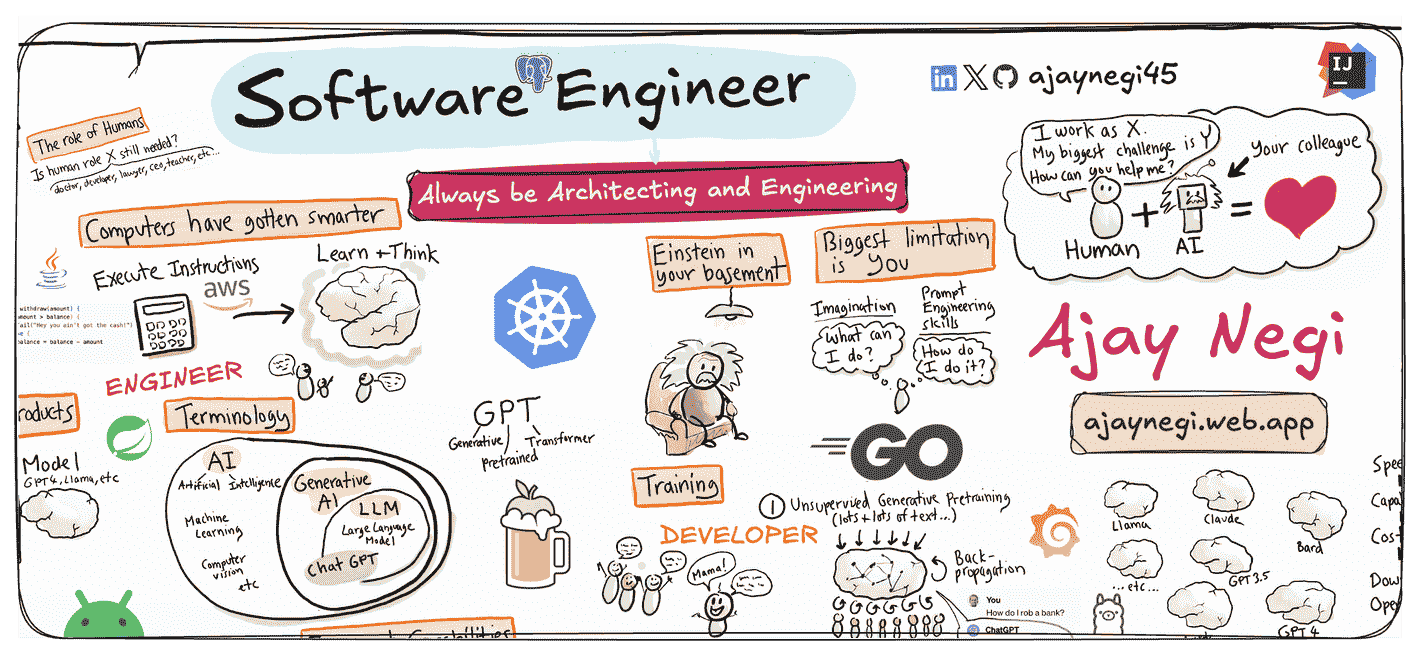 Software Engineer
ajaynegi45
The role of Humans
Is human role X still needed?
doctor, developer, lawyer, ceo, teacher, etc...
Always be Architecting and Engineering
I work as X.
My biggest challenge is Y
How can you help me?
Your colleague
+
=
Human
AI
Computers have gotten smarter
Execute Instructions
aws
Learn + Think
withdraw(amount) {
amount > balance) {
ail("Hey you ain't got the cash!")
e {
balance = balance - amount
ENGINEER
Einstein in
your basement
Biggest limitation
is You
Imagination
What can
I do?
Prompt
Engineering
skills
How do
I do it?
Ajay Negi
ajaynegi.web.app
roducts
Model
GPT4, Llama, etc
Terminology
AI
Artificial Intelligence
Machine
Learning
Computer
vision
etc
Generative
AI
LLM
Large Language
Model
Chat GPT
GPT
Generative
Transformer
pretrained
GO
Training
DEVELOPER
Mama!
1 Unsupervised Generative Pretraining
(lots + lots of text...)
Back-
propagation
You
How do I rob a bank?
ChatGPT
Llama
Claude
Bard
...etc...
GPT 3.5
GPT 4
Spee
Capa
Cos-
Dow
Ope
IJ